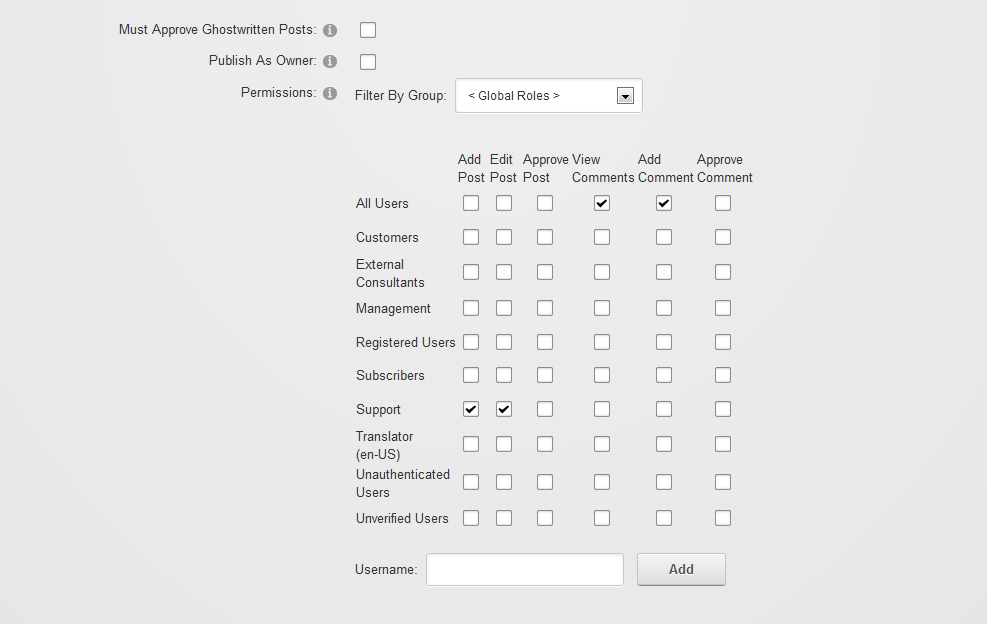 Must Approve Ghostwritten Posts:
Publish As Owner:
Permissions: Filter By Group: < Global Roles >
Add Edit Approve View Add Approve
Post Post Post Comments Comment Comment
All Users
Customers
External
Consultants
Management
Registered Users
Subscribers
Support
Translator
(en-US)
Unauthenticated
Users
Unverified Users
Username: Add